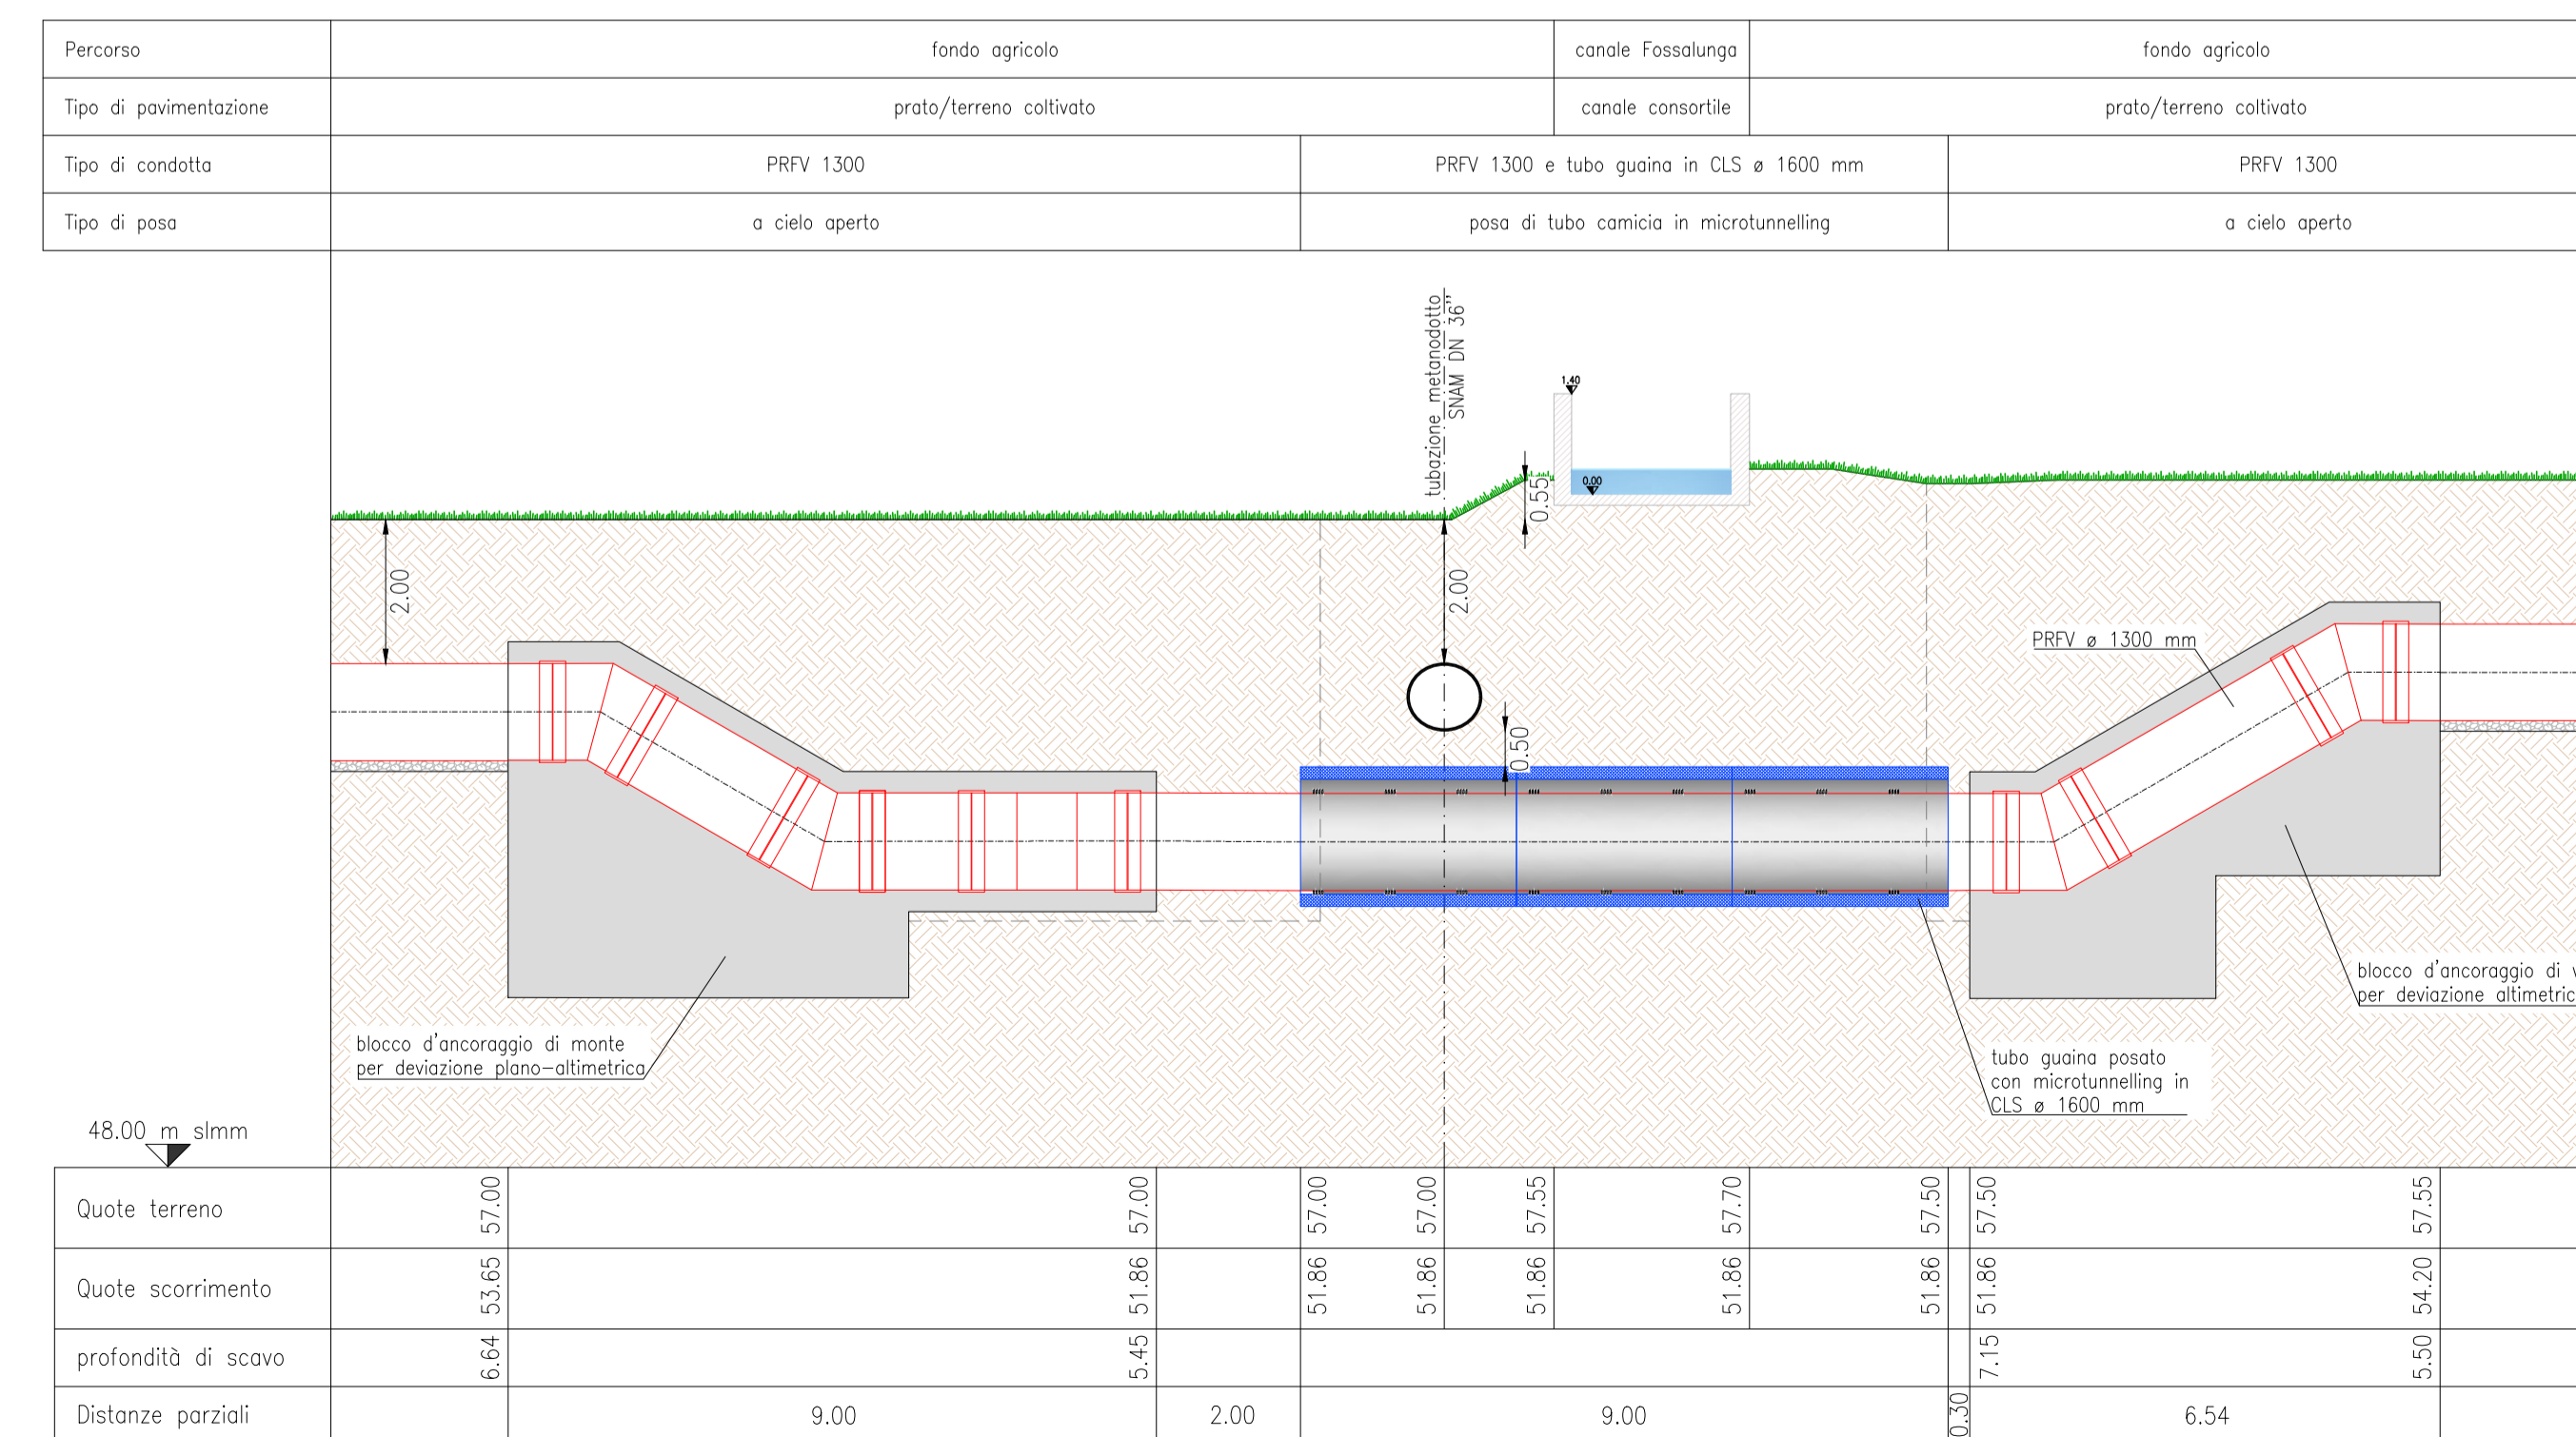 Percorso fondo agricolo canale Fossalunga fondo agricolo
Tipo di pavimentazione prato/terreno coltivato canale consortile prato/terreno coltivato
Tipo di condotta PRFV 1300 PRFV 1300 e tubo guaina in CLS ø 1600 mm PRFV 1300
Tipo di posa a cielo aperto posa di tubo camicia in microtunnelling a cielo aperto
tubazione metanodotto
SNAM DN 36"
1.40
0.00
0.55
2.00
2.00
0.50
PRFV ø 1300 mm
blocco d'ancoraggio di
per deviazione
blocco d'ancoraggio di monte
per deviazione plano-altimetrica
tubo guaina posato
con microtunnelling in
CLS ø 1600 mm
48.00 m slmm
Quote terreno 57.00 57.00 57.00 57.00 57.55 57.70 57.50 57.50 57.55
Quote scorrimento 53.65 51.86 51.86 51.86 51.86 51.86 51.86 51.86 54.20
profondità di scavo 6.64 5.45 7.15 5.50
Distanze parziali 9.00 2.00 9.00 0.30 6.54